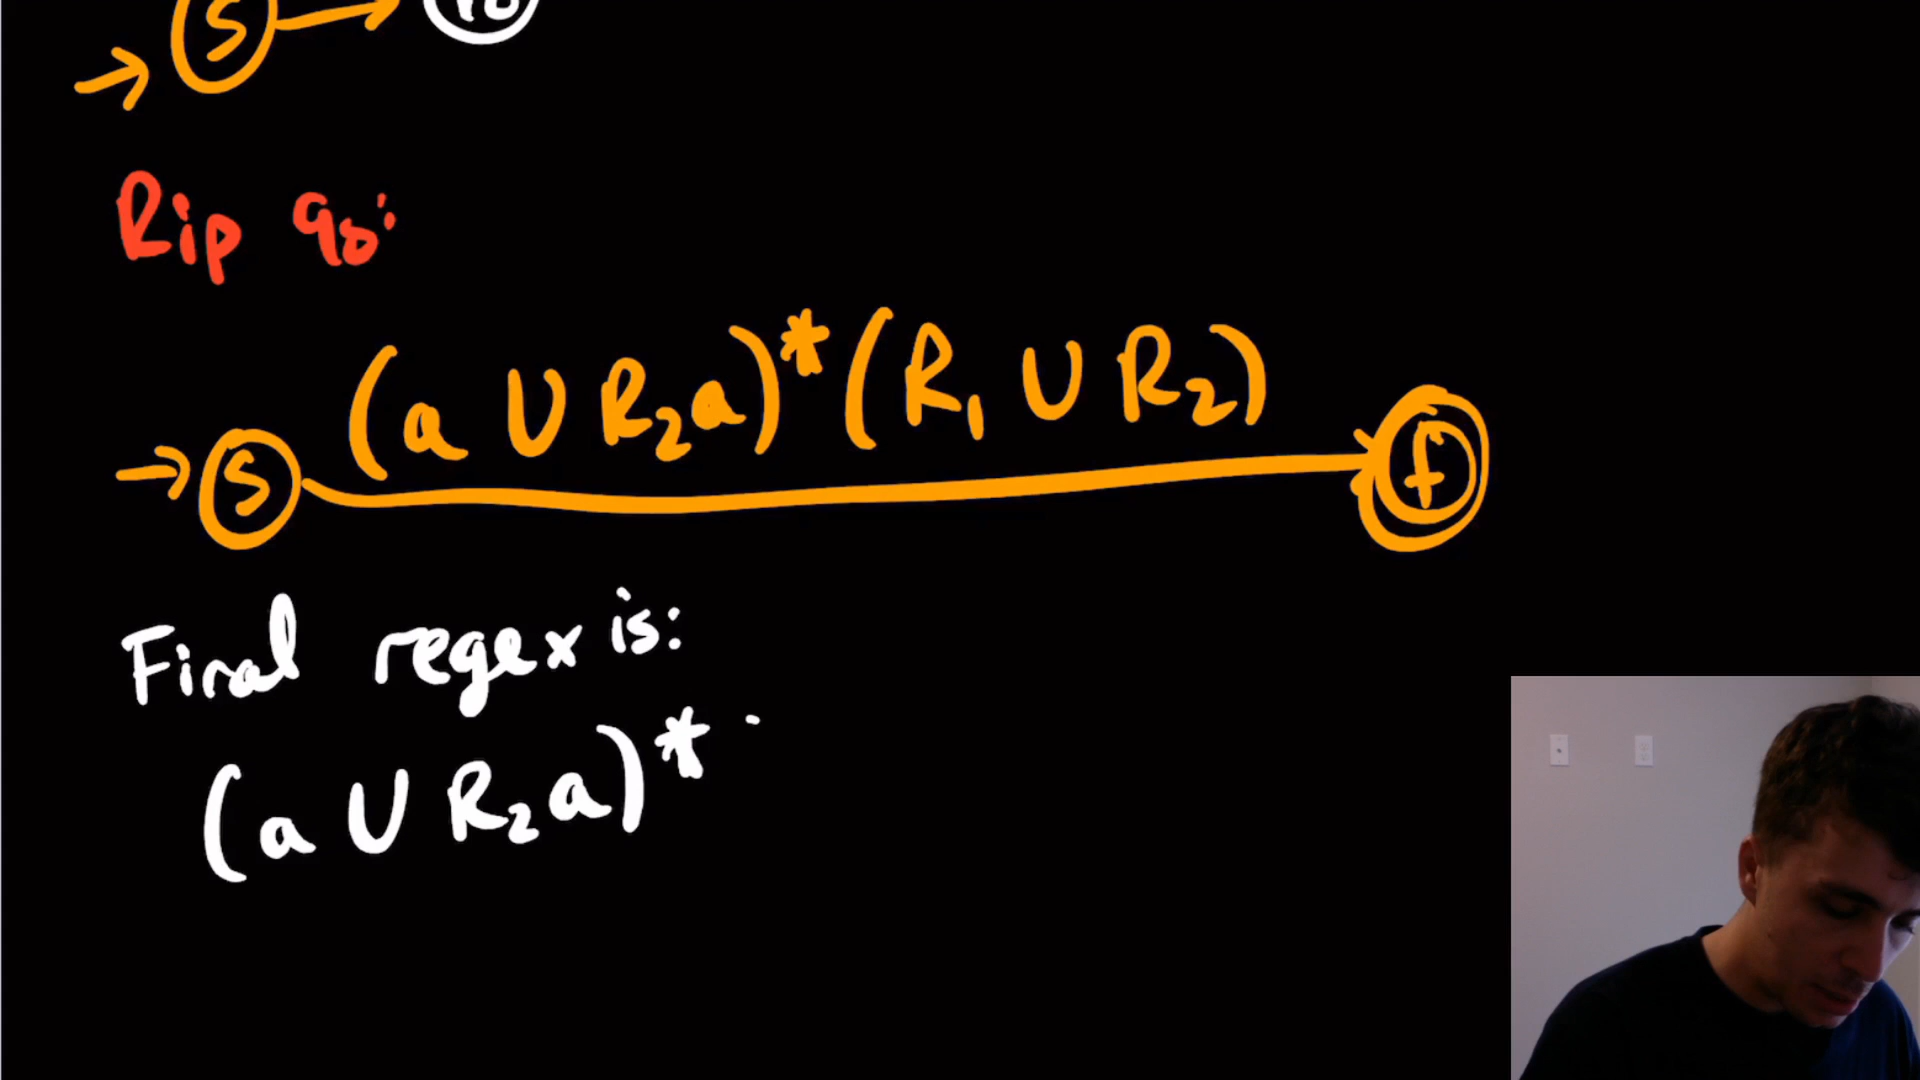 S
Rip q₀:
(a ∪ R₂a)*(R₁ ∪ R₂)
S f
Final regex is:
(a ∪ R₂a)*